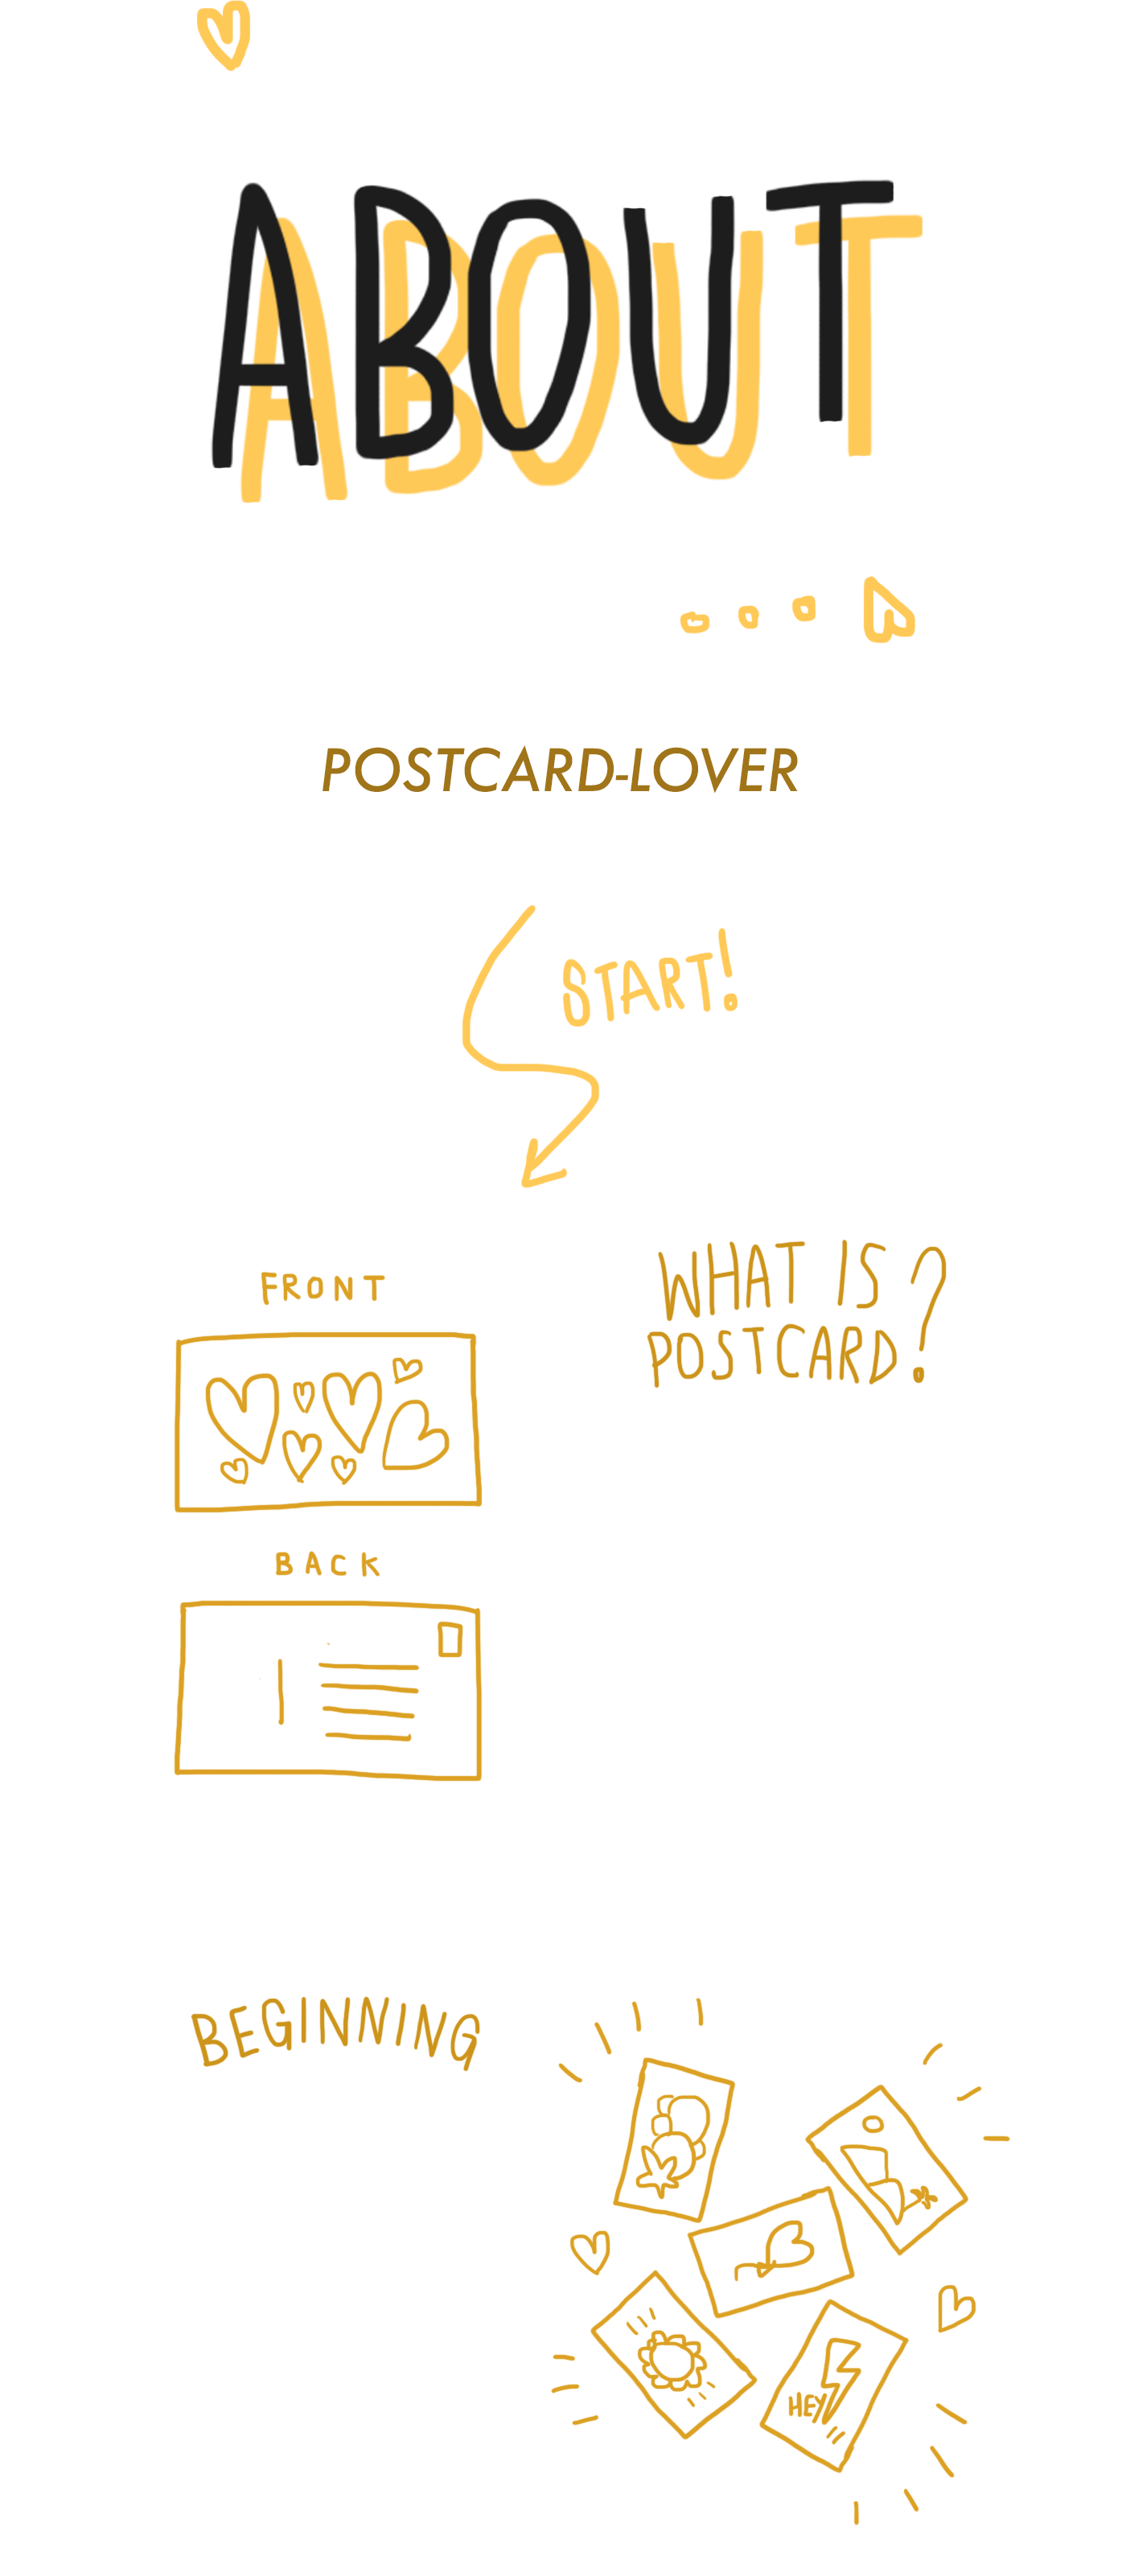 ABOUT
POSTCARD-LOVER
START!
FRONT
WHAT IS
POSTCARD?
BACK
BEGINNING
HEY